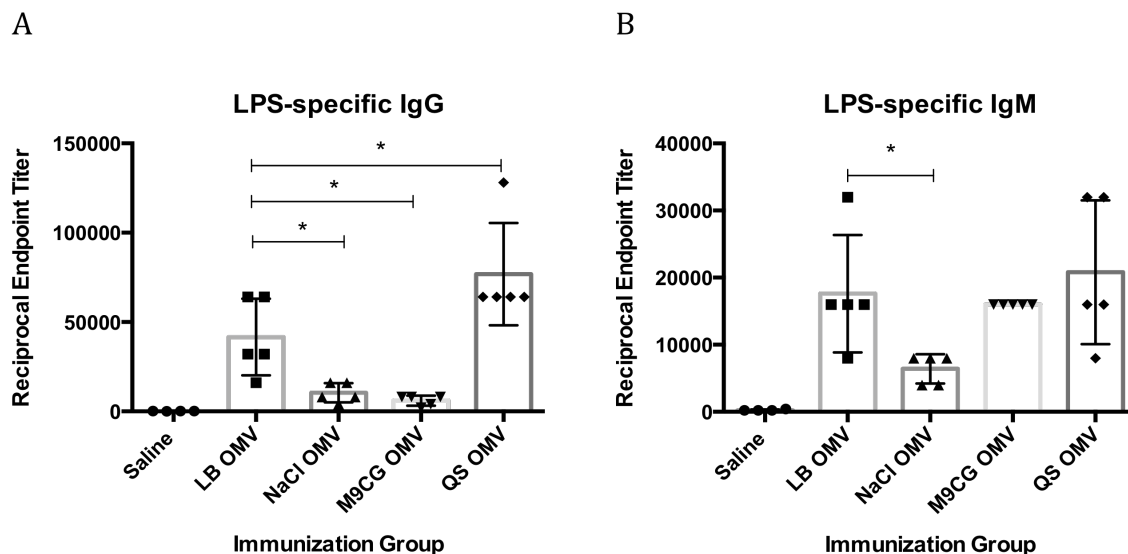 A
LPS-specific IgG
Reciprocal Endpoint Titer
150000
100000
50000
0
*
*
*
Saline
LB OMV
NaCl OMV
M9CG OMV
QS OMV
Immunization Group
B
LPS-specific IgM
Reciprocal Endpoint Titer
40000
30000
20000
10000
0
*
Saline
LB OMV
NaCl OMV
M9CG OMV
QS OMV
Immunization Group